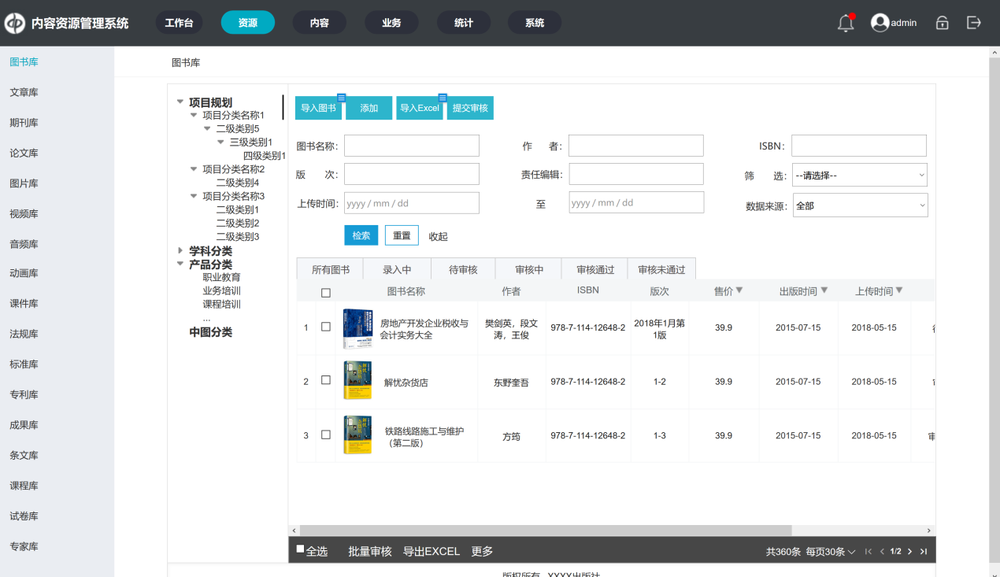 内容资源管理系统 工作台 资源 内容 业务 统计 系统 admin
图书库
文章库
期刊库
论文库
图片库
视频库
音频库
动画库
课件库
法规库
标准库
专利库
成果库
条文库
课程库
试卷库
专家库
图书库
项目规划
项目分类名称1
二级类别5
三级类别1
四级类别1
项目分类名称2
二级类别4
项目分类名称3
二级类别1
二级类别2
二级类别3
学科分类
产品分类
职业教育
业务培训
课程培训
...
中图分类
导入图书 添加 导入Excel 提交审核
图书名称: 作 者: ISBN:
版 次: 责任编辑: 筛 选: --请选择--
上传时间: yyyy / mm / dd 至 yyyy / mm / dd 数据来源: 全部
检索 重置 收起
所有图书 录入中 待审核 审核中 审核通过 审核未通过
图书名称 作者 ISBN 版次 售价 出版时间 上传时间
1 房地产开发企业税收与会计实务大全 樊剑英，段文涛，王俊 978-7-114-12648-2 2018年1月第1版 39.9 2015-07-15 2018-05-15
2 解忧杂货店 东野奎吾 978-7-114-12648-2 1-2 39.9 2015-07-15 2018-05-15
3 铁路线路施工与维护（第二版） 方筠 978-7-114-12648-2 1-3 39.9 2015-07-15 2018-05-15 审
全选 批量审核 导出EXCEL 更多 共360条 每页30条 1/2
版权所有 XXXX出版社